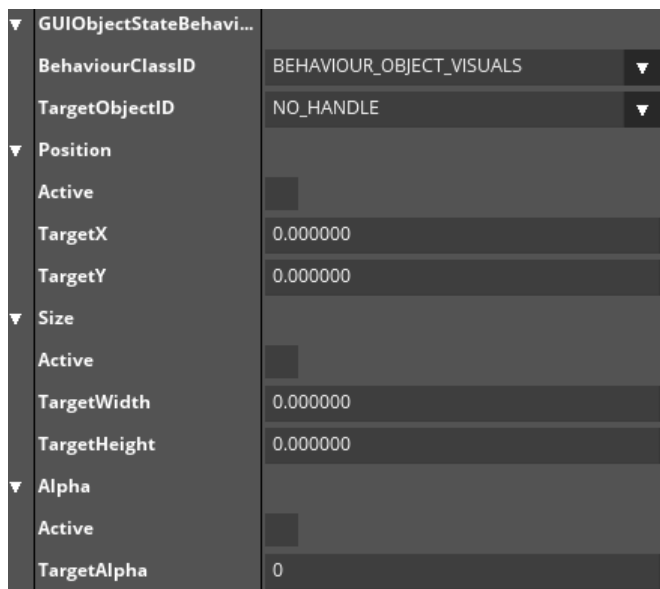 GUIObjectStateBehavi...
BehaviourClassID BEHAVIOUR_OBJECT_VISUALS
TargetObjectID NO_HANDLE
Position
Active
TargetX 0.000000
TargetY 0.000000
Size
Active
TargetWidth 0.000000
TargetHeight 0.000000
Alpha
Active
TargetAlpha 0